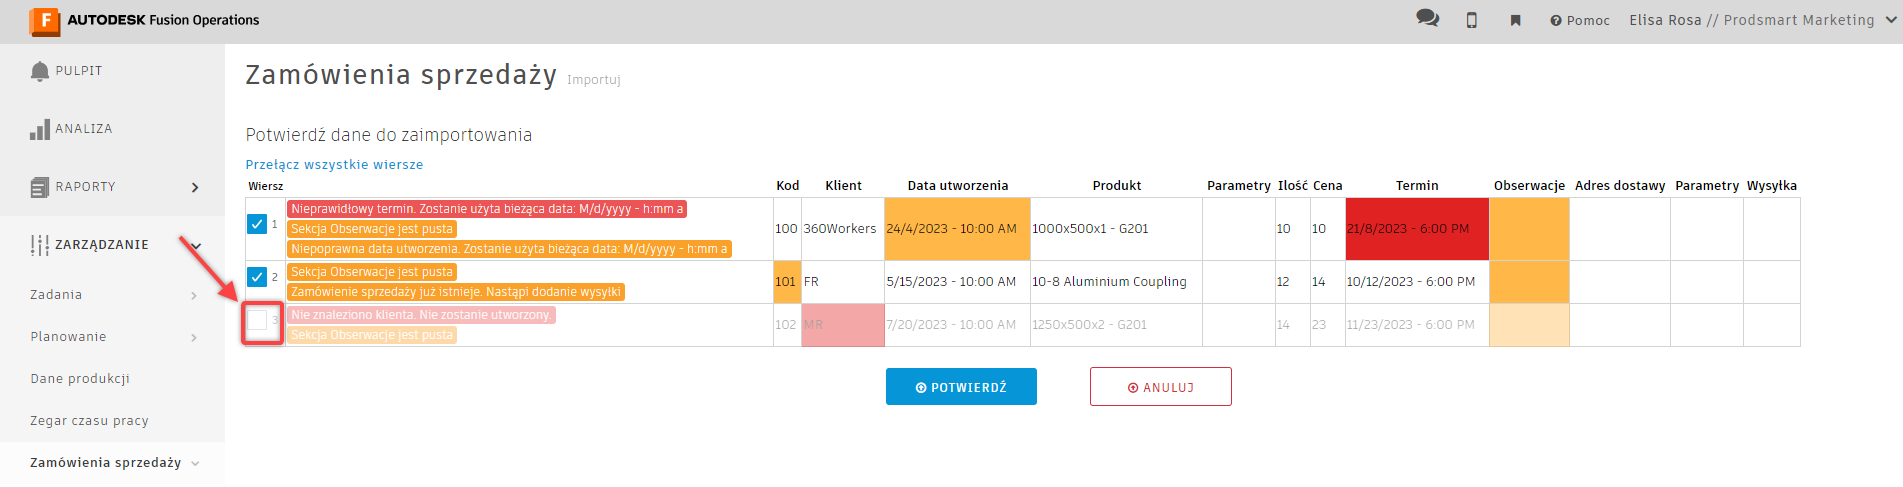 AUTODESK Fusion Operations
Pomoc
Elisa Rosa // Prodsmart Marketing
PULPIT
ANALIZA
RAPORTY
ZARZĄDZANIE
Zadania
Planowanie
Dane produkcji
Zegar czasu pracy
Zamówienia sprzedaży
Zamówienia sprzedaży Importuj
Potwierdź dane do zaimportowania
Przełącz wszystkie wiersze
Wiersz Kod Klient Data utworzenia Produkt Parametry Ilość Cena Termin Obserwacje Adres dostawy Parametry Wysyłka
Nieprawidłowy termin. Zostanie użyta bieżąca data: M/d/yyyy - h:mm a
1 Sekcja Obserwacje jest pusta 100 360Workers 24/4/2023 - 10:00 AM 1000x500x1 - G201 10 10 21/8/2023 - 6:00 PM
Niepoprawna data utworzenia. Zostanie użyta bieżąca data: M/d/yyyy - h:mm a
Sekcja Obserwacje jest pusta
2 101 FR 5/15/2023 - 10:00 AM 10-8 Aluminium Coupling 12 14 10/12/2023 - 6:00 PM
Zamówienie sprzedaży już istnieje. Nastąpi dodanie wysyłki
Nie znaleziono klienta. Nie zostanie utworzony.
3 102 MR 7/20/2023 - 10:00 AM 1250x500x2 - G201 14 23 11/23/2023 - 6:00 PM
Sekcja Obserwacje jest pusta
POTWIERDŹ
ANULUJ